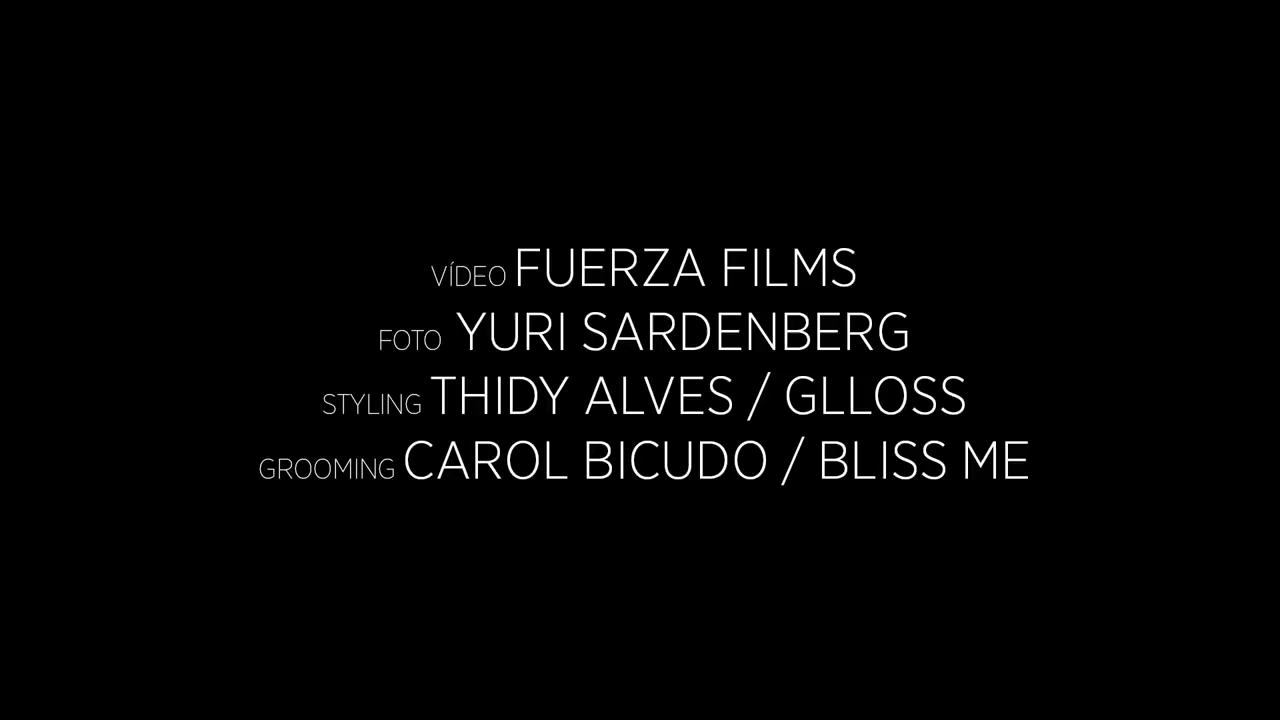 VÍDEO FUERZA FILMS
FOTO YURI SARDENBERG
STYLING THIDY ALVES / GLLOSS
GROOMING CAROL BICUDO / BLISS ME